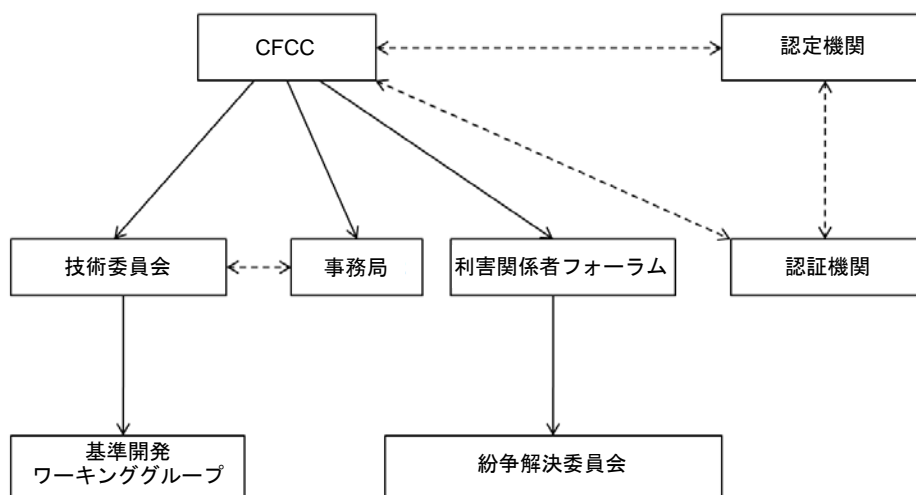 CFCC
認定機関
技術委員会
事務局
利害関係者フォーラム
認証機関
基準開発
ワーキンググループ
紛争解決委員会